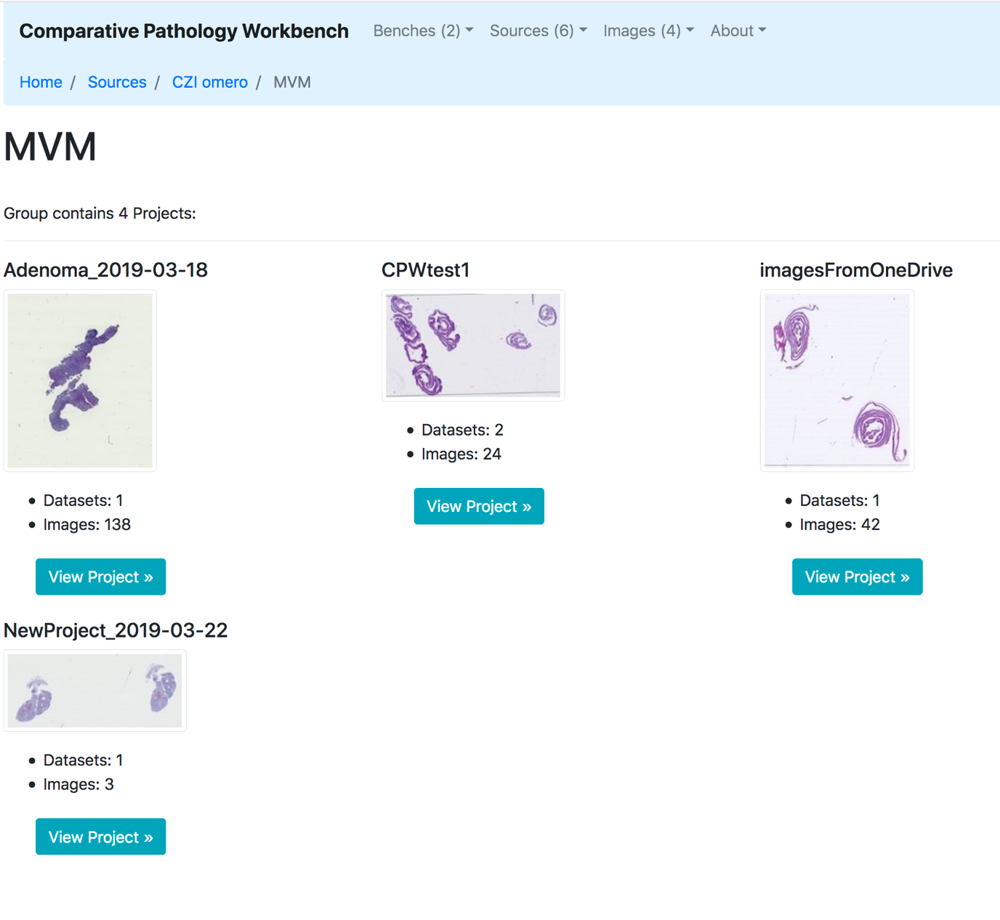 Comparative Pathology Workbench Benches (2) Sources (6) Images (4) About
Home / Sources / CZI omero / MVM
MVM
Group contains 4 Projects:
Adenoma_2019-03-18
Datasets: 1
Images: 138
View Project »
CPWtest1
Datasets: 2
Images: 24
View Project »
imagesFromOneDrive
Datasets: 1
Images: 42
View Project »
NewProject_2019-03-22
Datasets: 1
Images: 3
View Project »